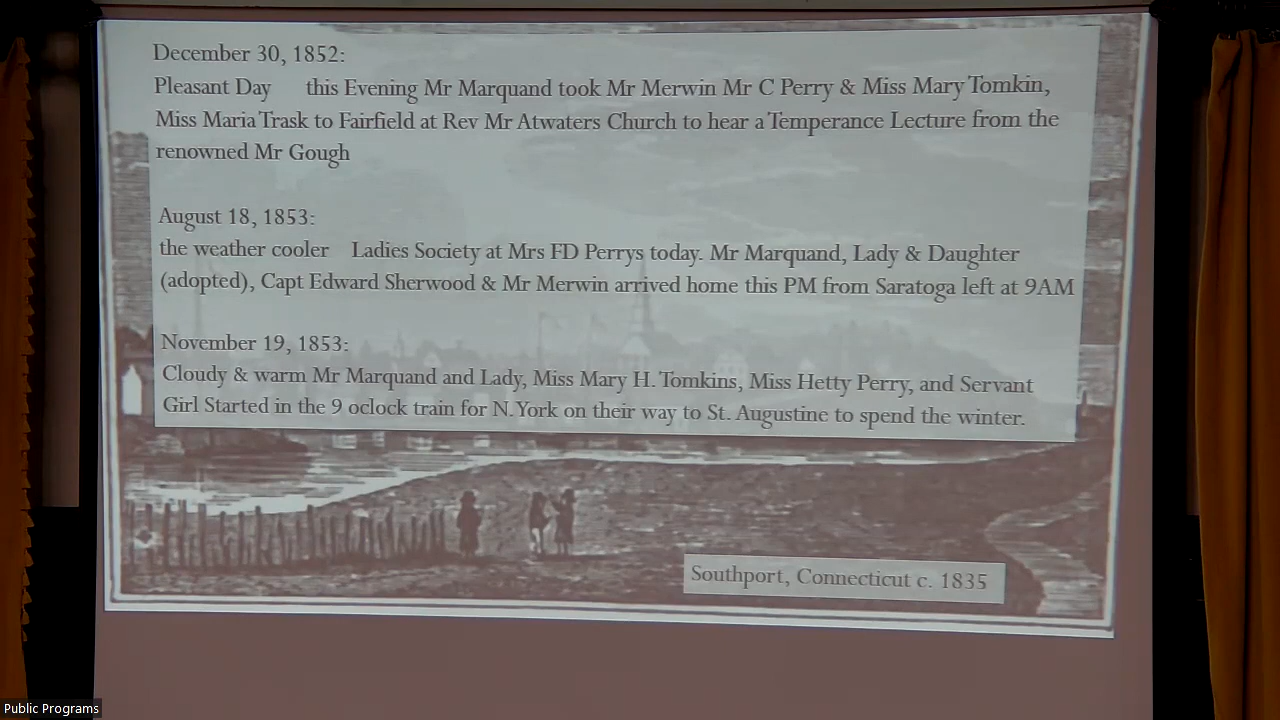 December 30, 1852:
Pleasant Day this Evening Mr Marquand took Mr Merwin Mr C Perry & Miss Mary Tomkin,
Miss Maria Trask to Fairfield at Rev Mr Atwaters Church to hear a Temperance Lecture from the
renowned Mr Gough
August 18, 1853:
the weather cooler Ladies Society at Mrs FD Perrys today. Mr Marquand, Lady & Daughter
(adopted), Capt Edward Sherwood & Mr Merwin arrived home this PM from Saratoga left at 9AM
November 19, 1853:
Cloudy & warm Mr Marquand and Lady, Miss Mary H. Tomkins, Miss Hetty Perry, and Servant
Girl Started in the 9 oclock train for N. York on their way to St. Augustine to spend the winter.
Southport, Connecticut c. 1835
Public Programs